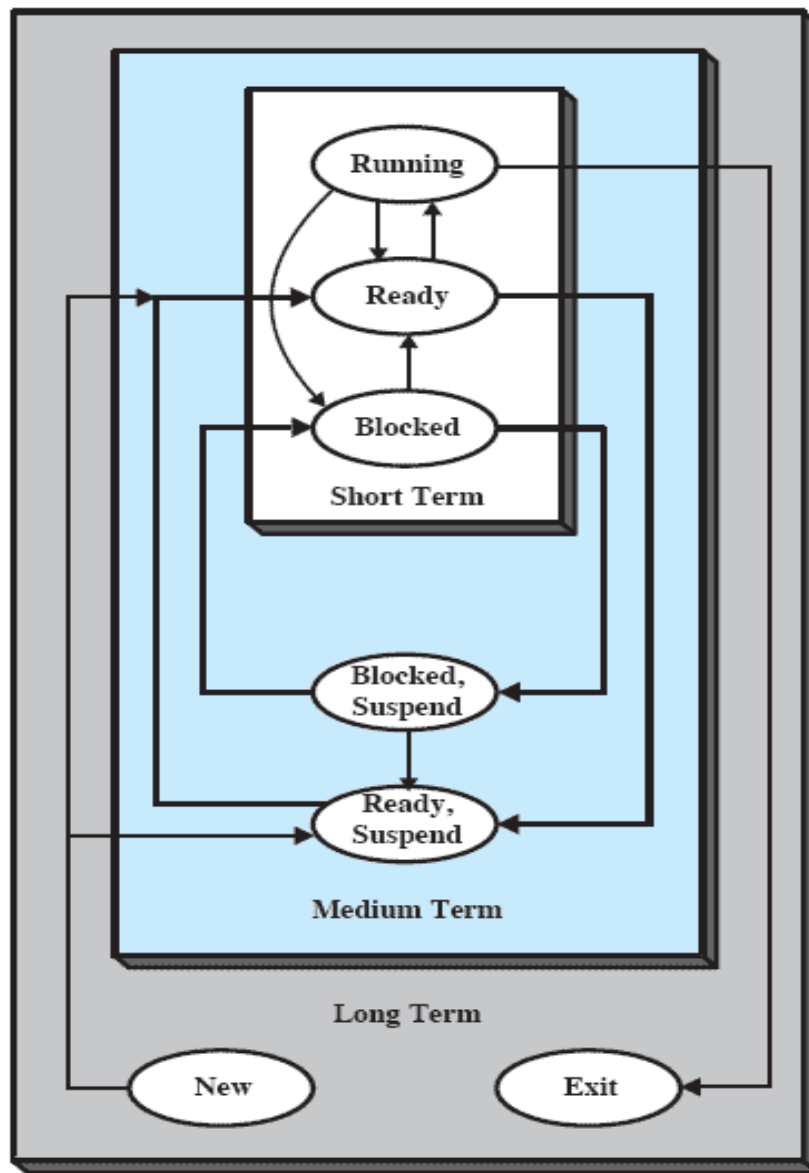 Running
Ready
Blocked
Short Term
Blocked,
Suspend
Ready,
Suspend
Medium Term
Long Term
New
Exit